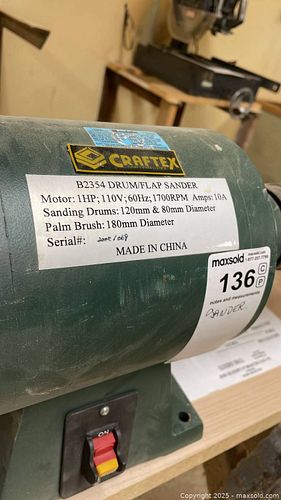 CRAFTEX
B2354 DRUM/FLAP SANDER
Motor: 1HP; 110V; 60Hz; 1700RPM Amps: 10A
Sanding Drums: 120mm & 80mm Diameter
Palm Brush: 180mm Diameter
Serial#:
MADE IN CHINA
maxsold
136
C
P
notes and measurements
SANDER
ON
© 2025 - maxsold.com